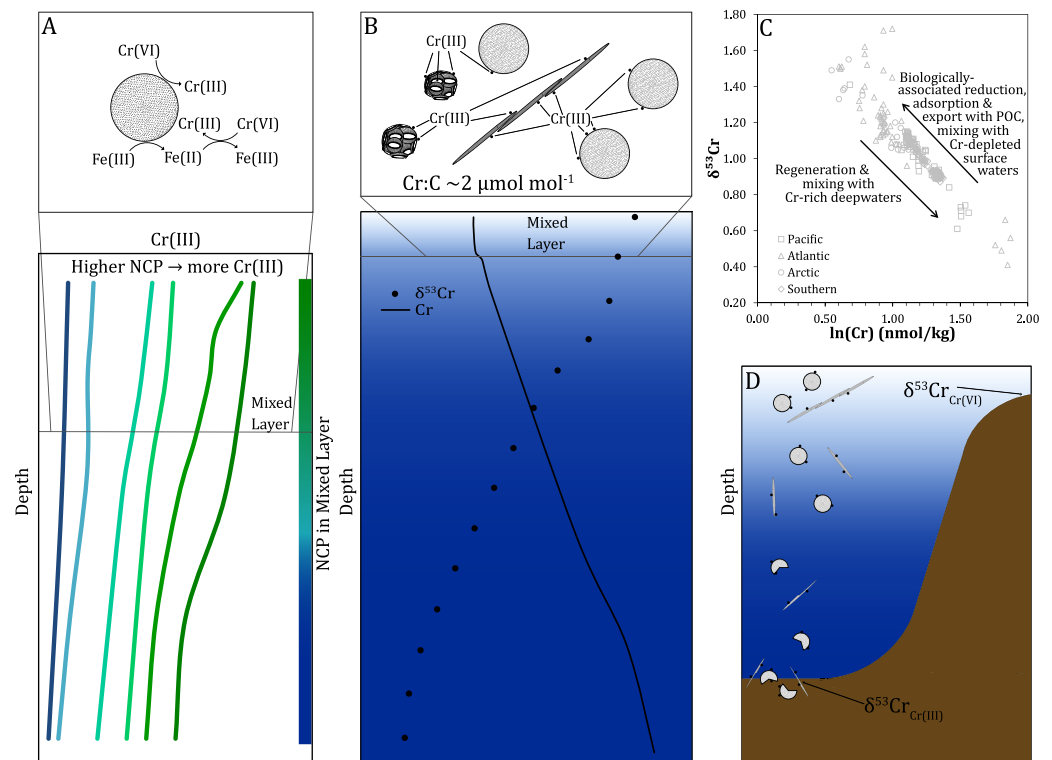 A
Cr(VI)
Cr(III)
Cr(III)
Cr(VI)
Fe(III)
Fe(II)
Fe(III)
Cr(III)
Higher NCP → more Cr(III)
Mixed
Layer
Depth
NCP in Mixed Layer
B
Cr(III)
Cr(III)
Cr(III)
Cr:C ~2 μmol mol⁻¹
Mixed
Layer
δ⁵³Cr
Cr
Depth
C
δ⁵³Cr
1.80
1.60
1.40
1.20
1.00
0.80
0.60
0.40
0.20
Biologically-
associated reduction,
adsorption &
export with POC,
mixing with
Cr-depleted
surface
waters
Regeneration &
mixing with
Cr-rich deepwaters
Pacific
Atlantic
Arctic
Southern
0.00
0.50
1.00
1.50
2.00
ln(Cr) (nmol/kg)
D
δ⁵³Cr Cr(VI)
Depth
δ⁵³Cr Cr(III)